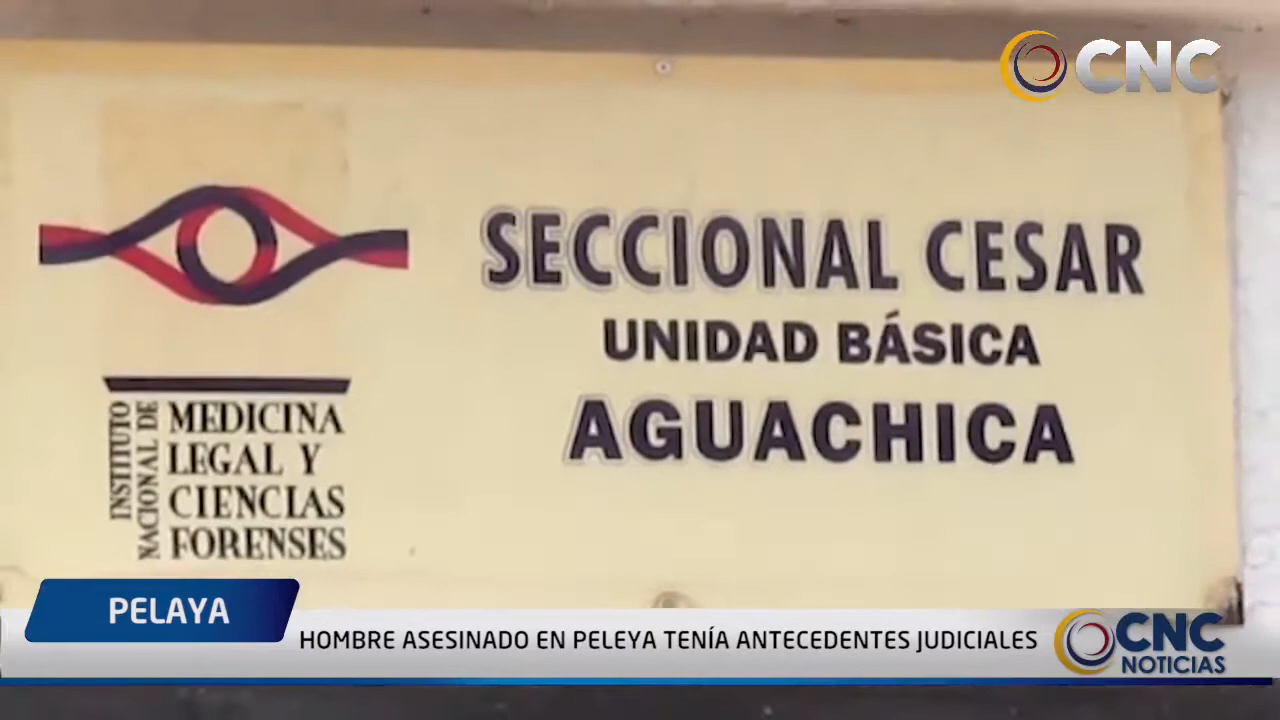 CNC
SECCIONAL CESAR
UNIDAD BÁSICA
AGUACHICA
INSTITUTO
NACIONAL DE
MEDICINA
LEGAL Y
CIENCIAS
FORENSES
PELAYA
HOMBRE ASESINADO EN PELEYA TENÍA ANTECEDENTES JUDICIALES
CNC
NOTICIAS